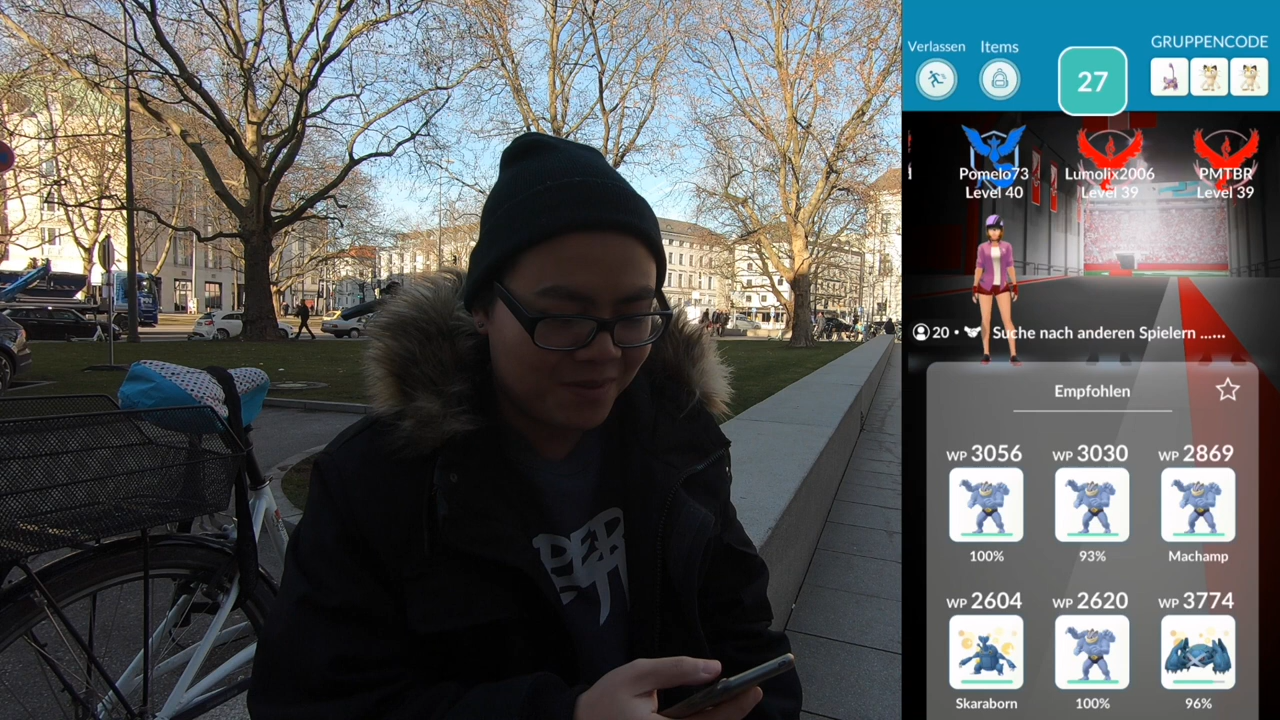 Verlassen
Items
27
GRUPPENCODE
Pomelo73
Level 40
Lumolix2006
Level 39
PMTBR
Level 39
20 • Suche nach anderen Spielern ......
Empfohlen
WP 3056
WP 3030
WP 2869
100%
93%
Machamp
WP 2604
WP 2620
WP 3774
Skaraborn
100%
96%